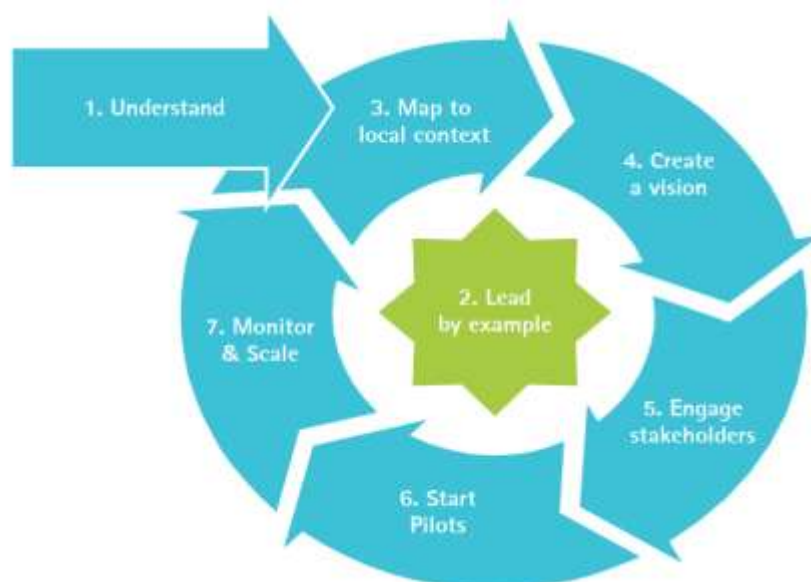 1. Understand
3. Map to
local context
4. Create
a vision
2. Lead
by example
7. Monitor
& Scale
5. Engage
stakeholders
6. Start
Pilots